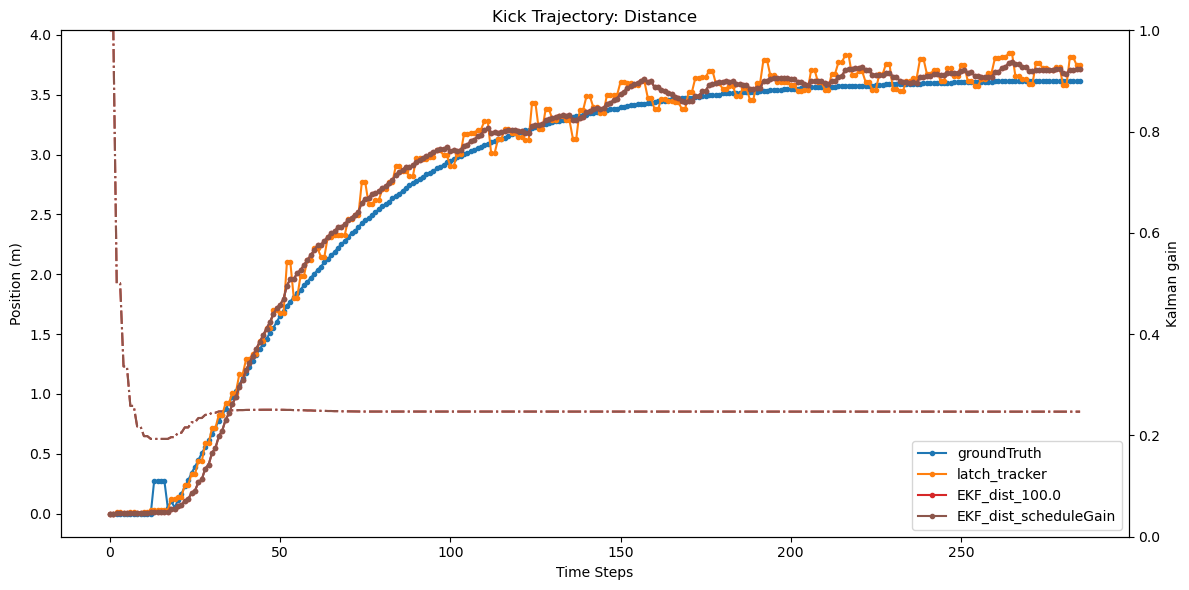 Kick Trajectory: Distance
Position (m)
4.0
3.5
3.0
2.5
2.0
1.5
1.0
0.5
0.0
1.0
0.8
0.6
0.4
0.2
0.0
Kalman gain
groundTruth
latch_tracker
EKF_dist_100.0
EKF_dist_scheduleGain
0 50 100 150 200 250
Time Steps